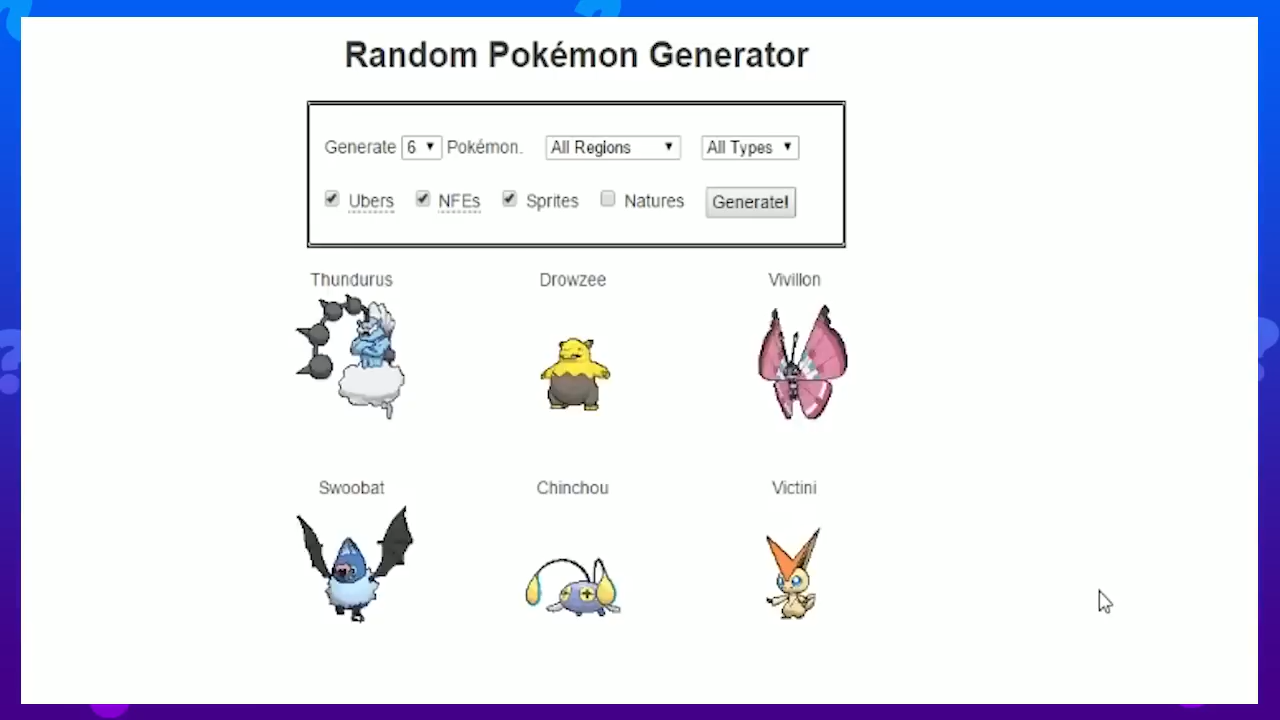 Random Pokémon Generator
Generate 6 Pokémon. All Regions All Types
Ubers NFEs Sprites Natures Generate!
Thundurus Drowzee Vivillon
Swoobat Chinchou Victini